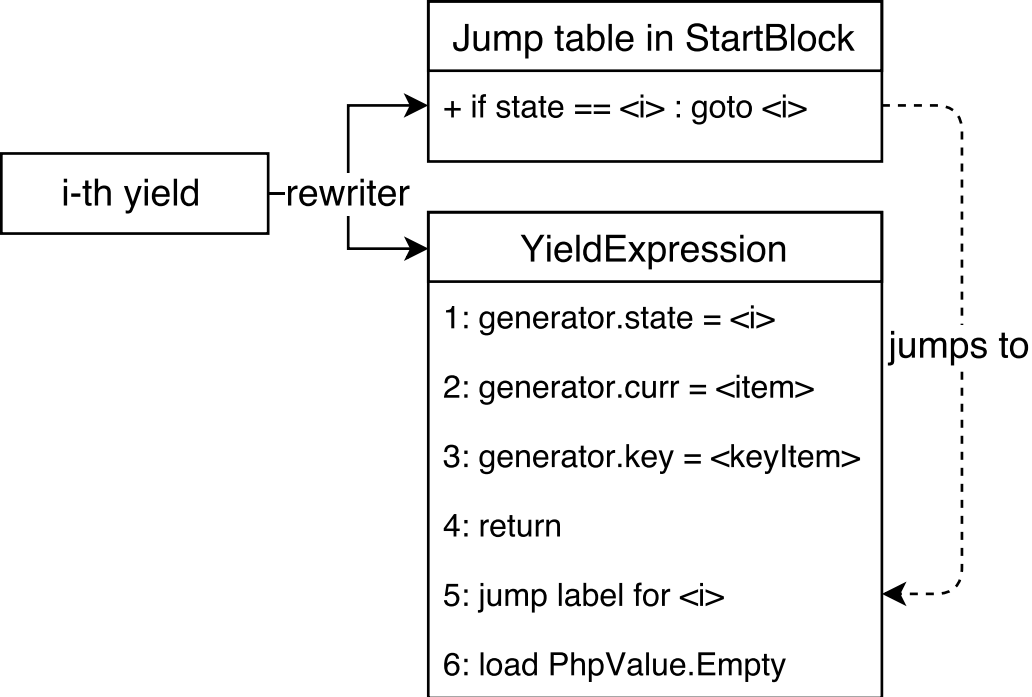 Jump table in StartBlock
+ if state == <i> : goto <i>
i-th yield
rewriter
YieldExpression
1: generator.state = <i>
2: generator.curr = <item>
3: generator.key = <keyItem>
4: return
5: jump label for <i>
6: load PhpValue.Empty
jumps to